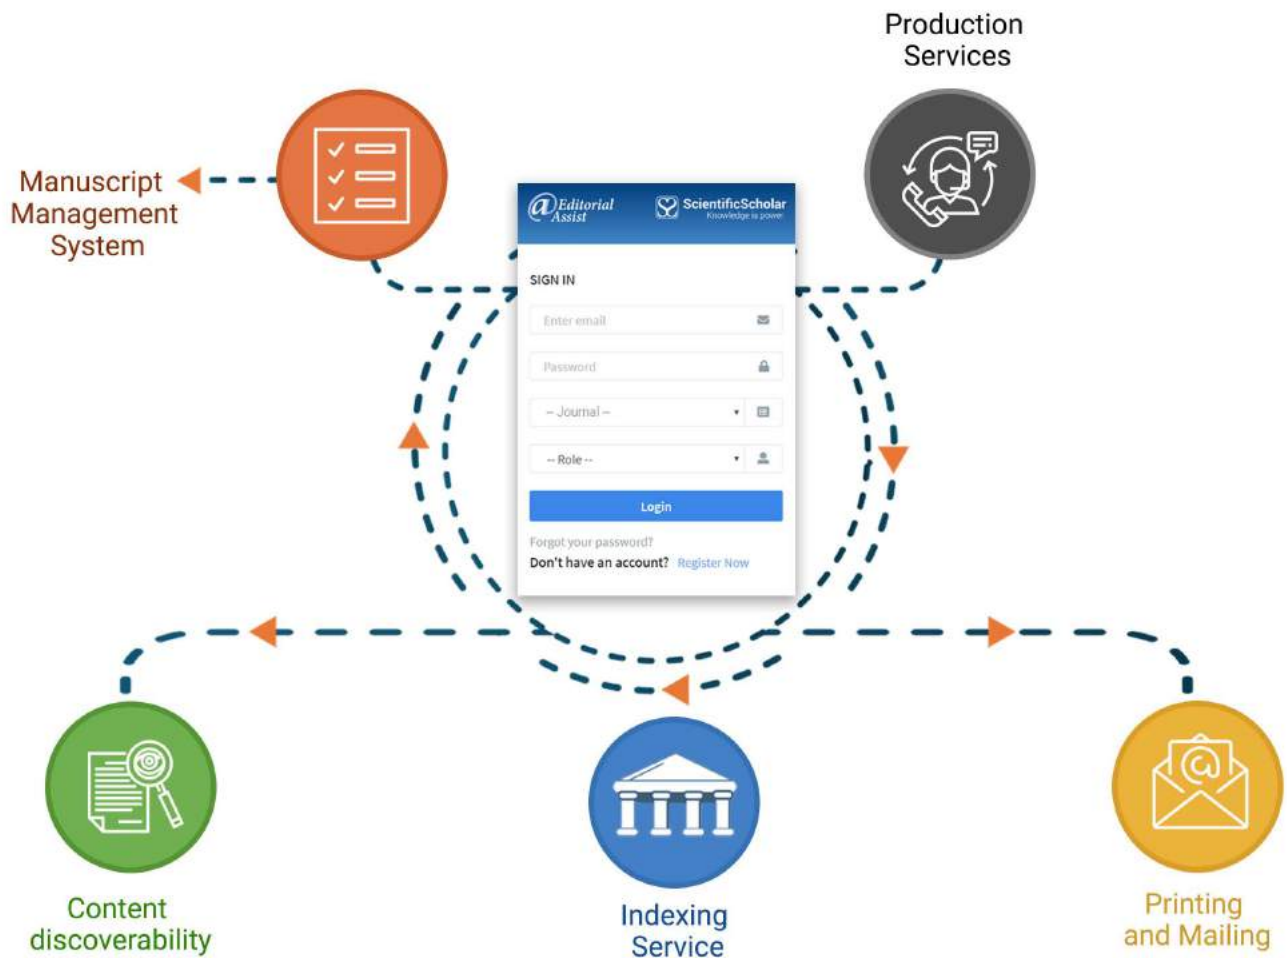 Production
Services
Manuscript
Management
System
@ Editorial
Assist
ScientificScholar
Knowledge is power
SIGN IN
Enter email
Password
-- Journal --
-- Role --
Login
Forgot your password?
Don't have an account? Register Now
Content
discoverability
Indexing
Service
Printing
and Mailing